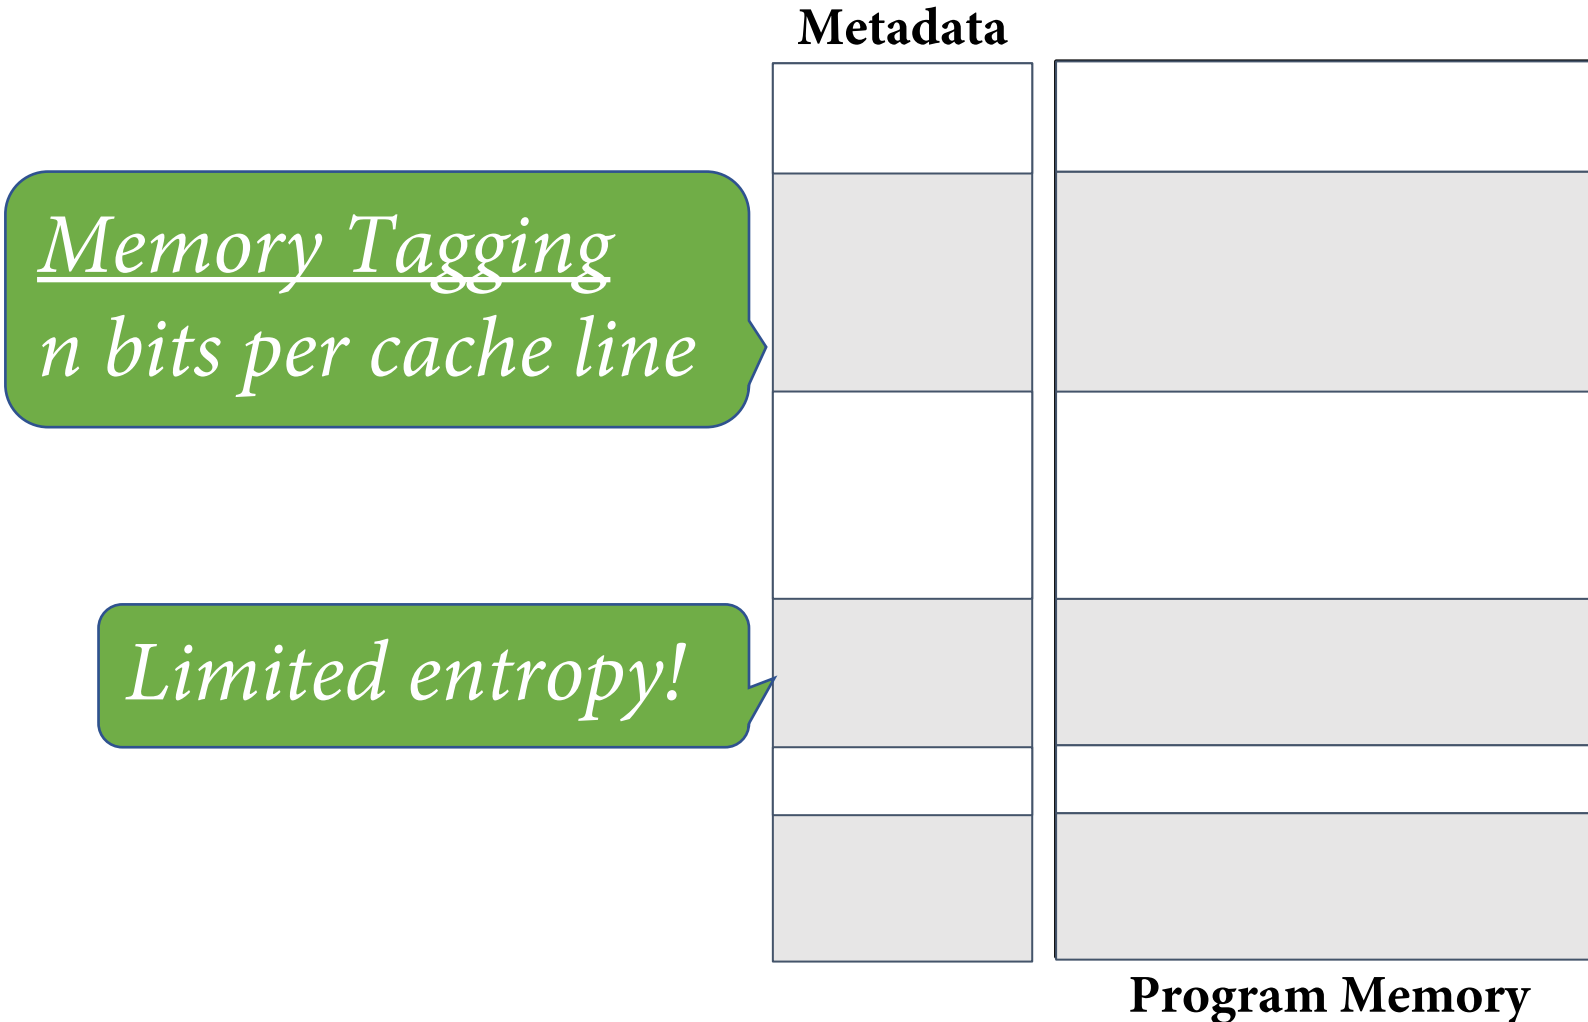 Metadata
Memory Tagging
n bits per cache line
Limited entropy!
Program Memory